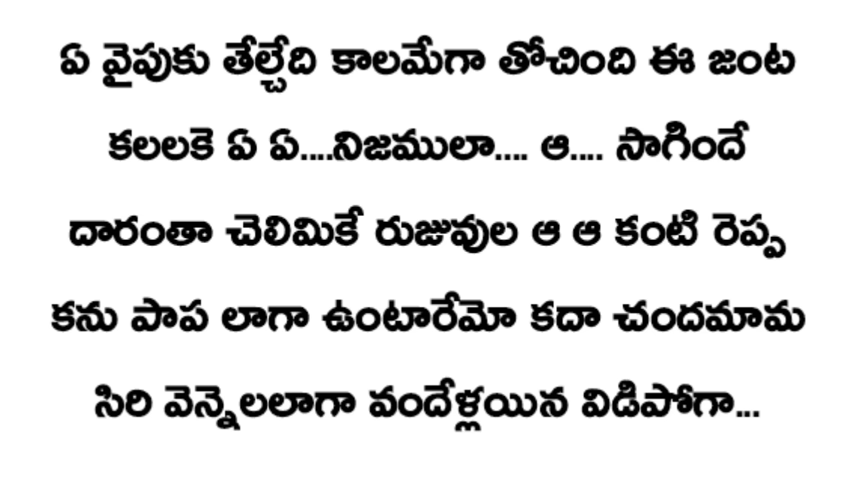 ఏ వైపుకు తేల్చేది కాలమేగా తోచింది ఈ జంట
కలలకె ఏ ఏ....నిజములా.... ఆ.... సాగిందే
దారంతా చెలిమికే రుజువుల ఆ ఆ కంటి రెప్ప
కను పాప లాగా ఉంటారేమో కదా చందమామ
సిరి వెన్నెలలాగా వందేళ్లయిన విడిపోగా...